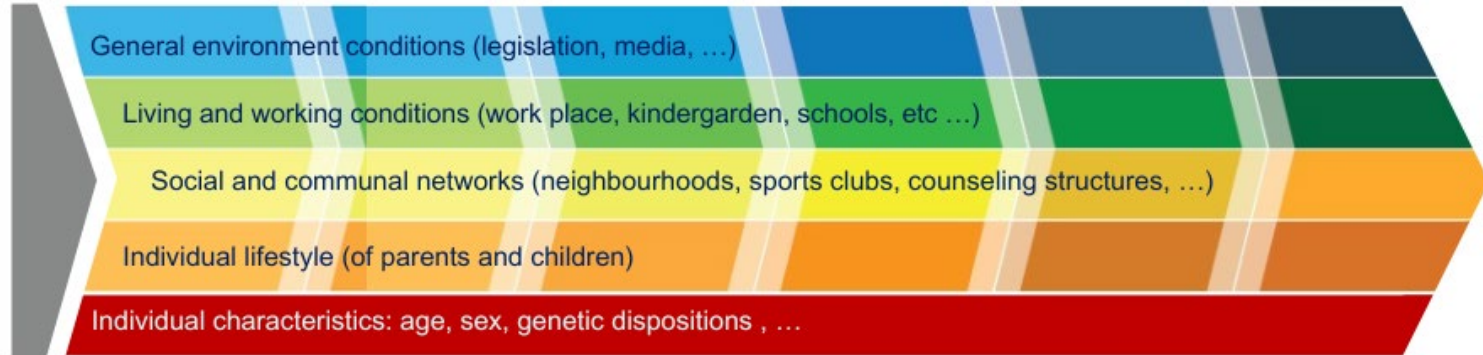 General environment conditions (legislation, media, …)
Living and working conditions (work place, kindergarden, schools, etc …)
Social and communal networks (neighbourhoods, sports clubs, counseling structures, …)
Individual lifestyle (of parents and children)
Individual characteristics: age, sex, genetic dispositions , …